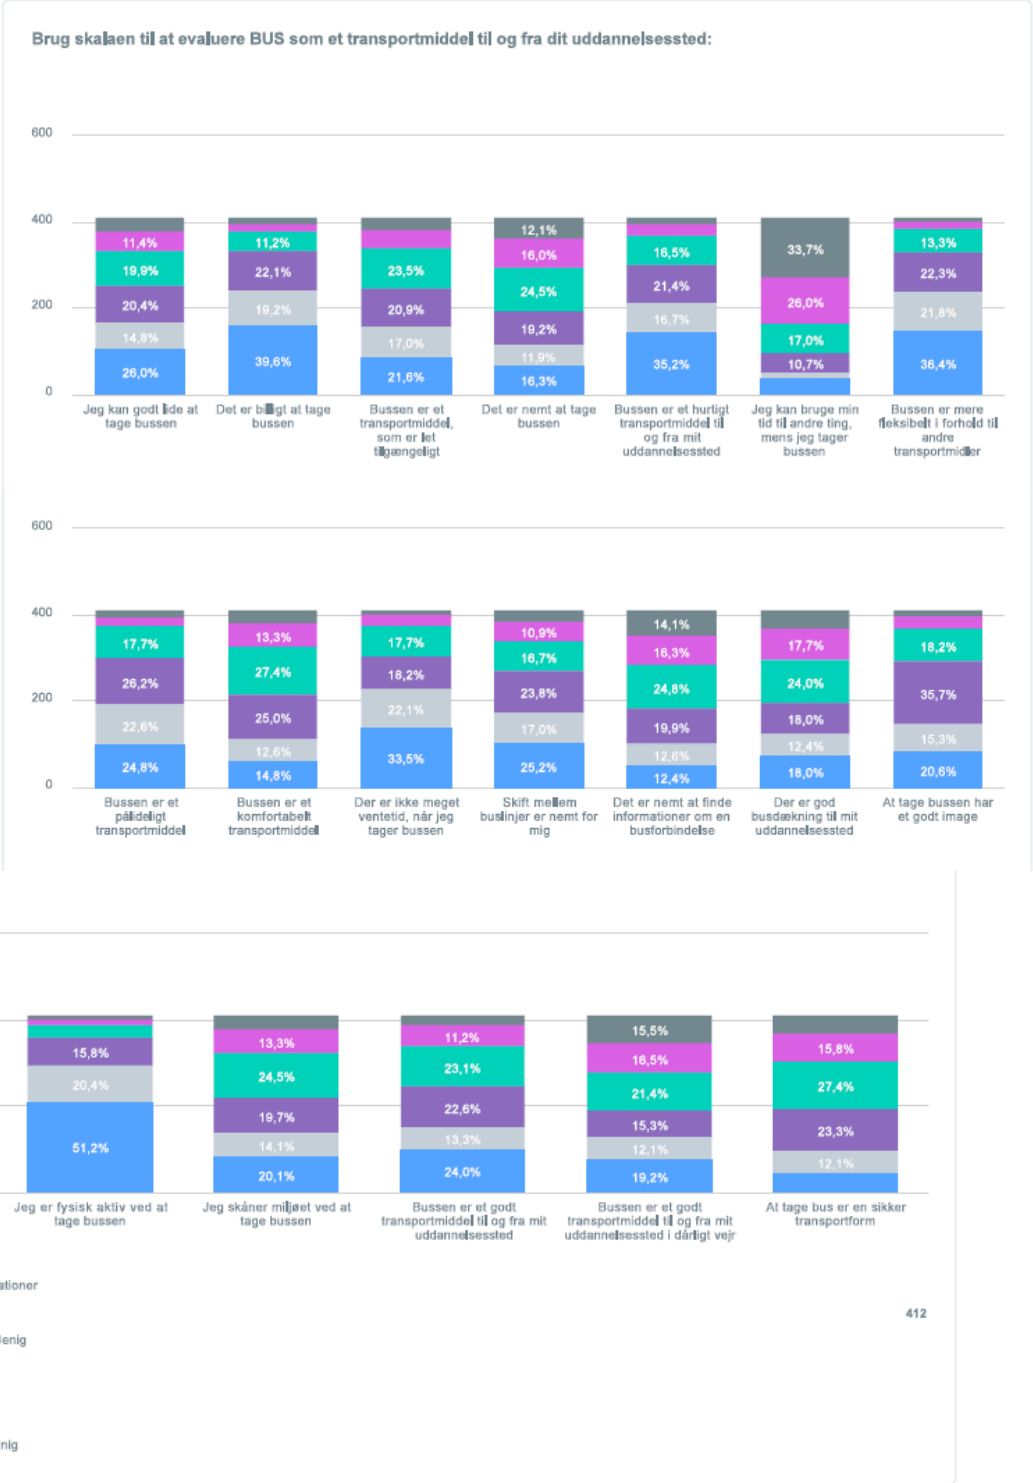 Brug skalaen til at evaluere BUS som et transportmiddel til og fra dit uddannelsessted:
600
400
200
0
11,4%
19,9%
20,4%
14,8%
26,0%
11,2%
22,1%
19,2%
39,6%
23,5%
20,9%
17,0%
21,6%
12,1%
16,0%
24,5%
19,2%
11,9%
16,3%
16,5%
21,4%
16,7%
35,2%
33,7%
26,0%
17,0%
10,7%
13,3%
22,3%
21,8%
36,4%
Jeg kan godt lide at
tage bussen
Det er billigt at tage
bussen
Bussen er et
transportmiddel,
som er let
tilgængeligt
Det er nemt at tage
bussen
Bussen er et hurtigt
transportmiddel til
og fra mit
uddannelsessted
Jeg kan bruge min
tid til andre ting,
mens jeg tager
bussen
Bussen er mere
fleksibelt i forhold til
andre
transportmidler
600
400
200
0
17,7%
26,2%
22,6%
24,8%
13,3%
27,4%
25,0%
12,6%
14,8%
17,7%
18,2%
22,1%
33,5%
10,9%
16,7%
23,8%
17,0%
25,2%
14,1%
16,3%
24,8%
19,9%
12,6%
12,4%
17,7%
24,0%
18,0%
12,4%
18,0%
18,2%
35,7%
15,3%
20,6%
Bussen er et
pålideligt
transportmiddel
Bussen er et
komfortabelt
transportmiddel
Der er ikke meget
ventetid, når jeg
tager bussen
Skift mellem
buslinjer er nemt for
mig
Det er nemt at finde
informationer om en
busforbindelse
Der er god
busdækning til mit
uddannelsessted
At tage bussen har
et godt image
15,8%
20,4%
51,2%
13,3%
24,5%
19,7%
14,1%
20,1%
11,2%
23,1%
22,6%
13,3%
24,0%
15,5%
16,5%
21,4%
15,3%
12,1%
19,2%
15,8%
27,4%
23,3%
12,1%
Jeg er fysisk aktiv ved at
tage bussen
Jeg skåner miljøet ved at
tage bussen
Bussen er et godt
transportmiddel til og fra mit
uddannelsessted
Bussen er et godt
transportmiddel til og fra mit
uddannelsessted i dårligt vejr
At tage bus er en sikker
transportform
ationer
412
enig
nig